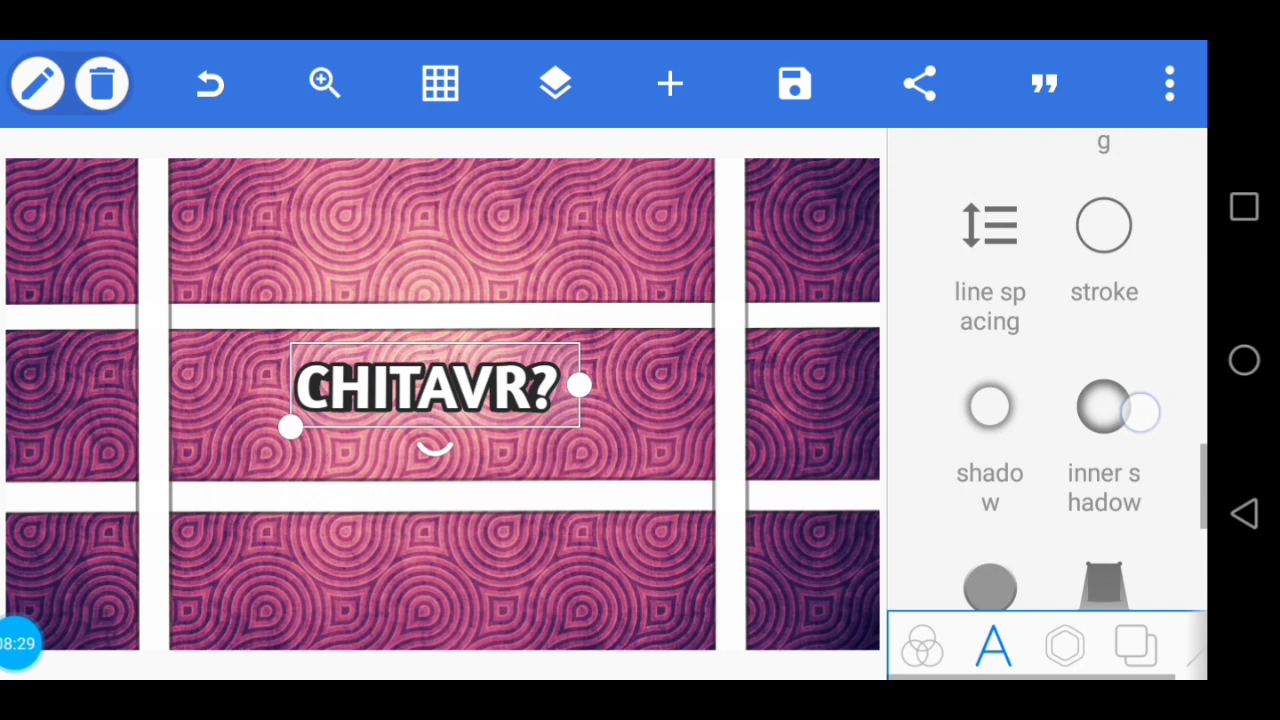 g
line sp
acing
stroke
CHITAVR?
shado
w
inner s
hadow
08:29